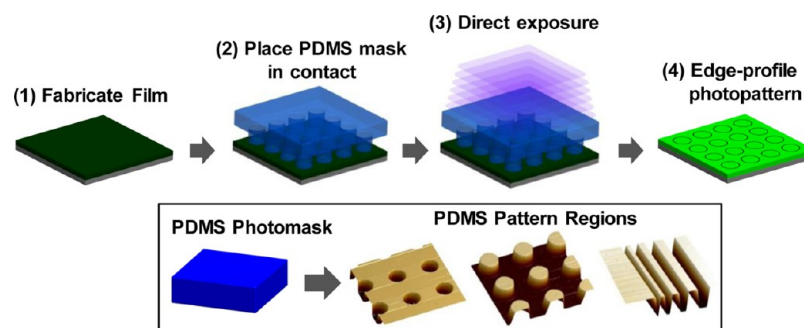 (1) Fabricate Film
(2) Place PDMS mask
in contact
(3) Direct exposure
(4) Edge-profile
photopattern
PDMS Photomask
PDMS Pattern Regions